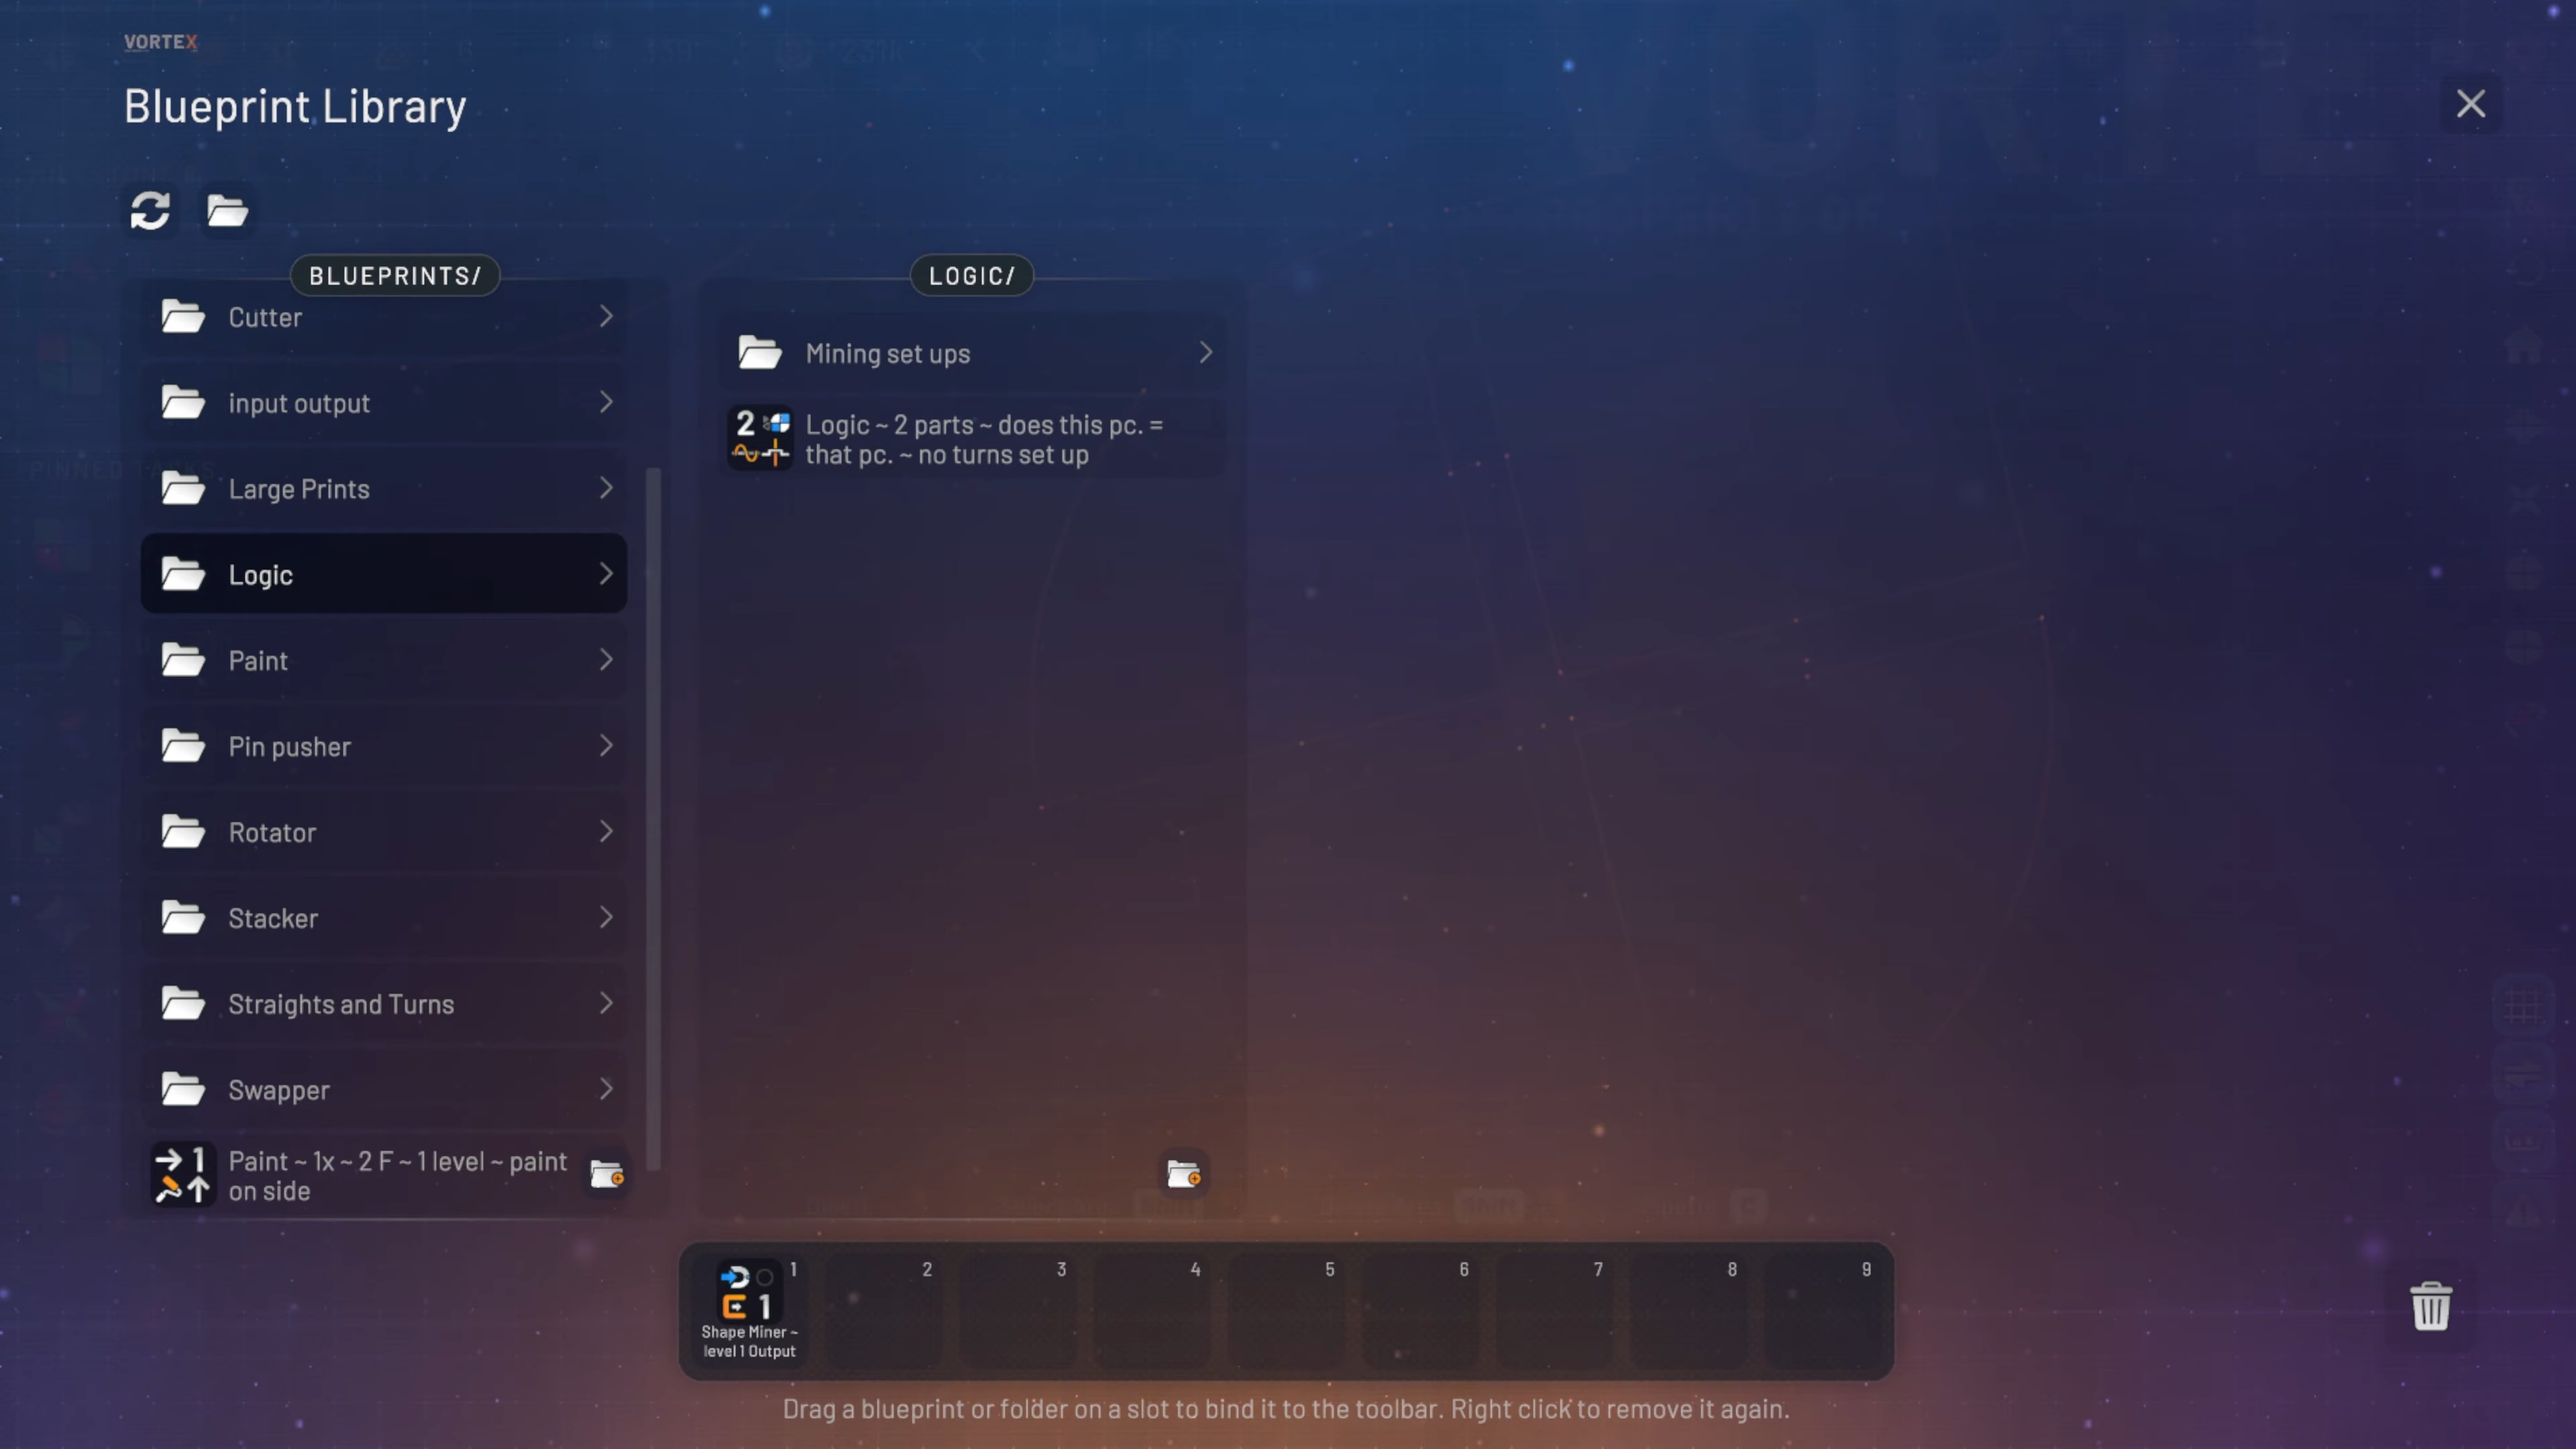 VORTEX
Blueprint Library
BLUEPRINTS/
Cutter
input output
Large Prints
Logic
Paint
Pin pusher
Rotator
Stacker
Straights and Turns
Swapper
Paint ~ 1x ~ 2 F ~ 1 level ~ paint
on side
1
LOGIC/
Mining set ups
2
Logic ~ 2 parts ~ does this pc. =
that pc. ~ no turns set up
1 2 3 4 5 6 7 8 9
1
Shape Miner ~
level 1 Output
Drag a blueprint or folder on a slot to bind it to the toolbar. Right click to remove it again.